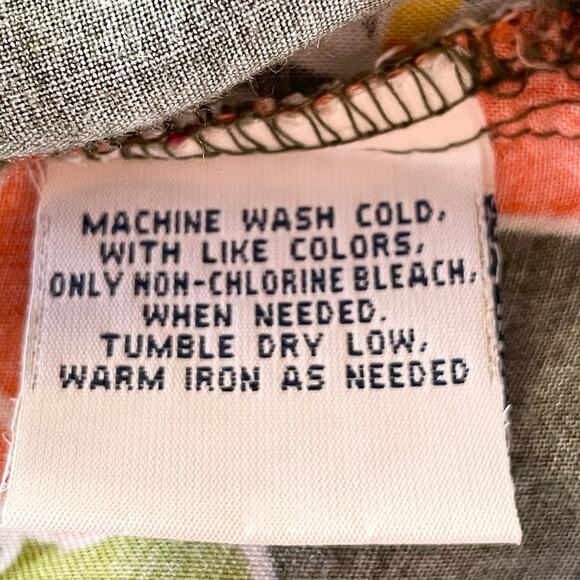 MACHINE WASH COLD,
WITH LIKE COLORS,
ONLY NON-CHLORINE BLEACH,
WHEN NEEDED.
TUMBLE DRY LOW,
WARM IRON AS NEEDED